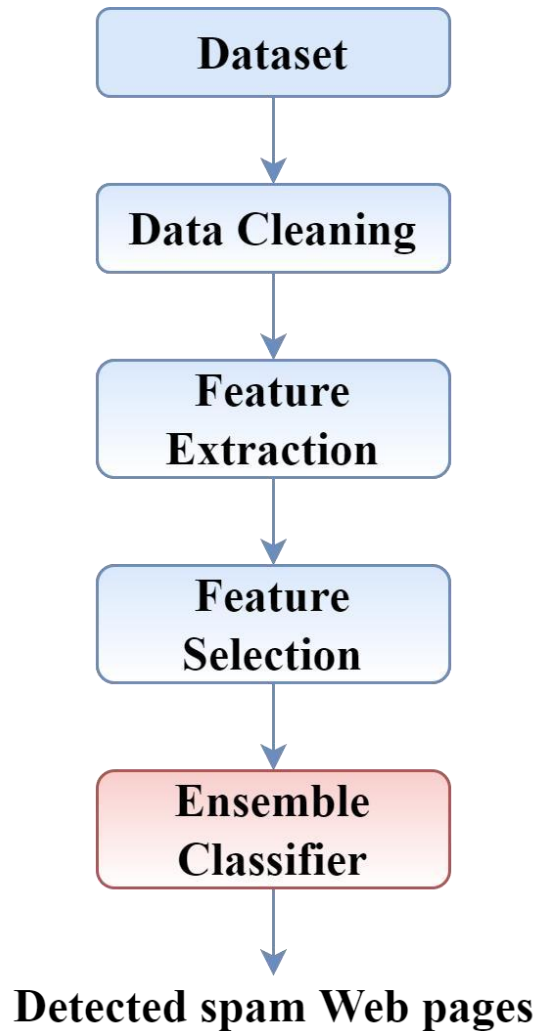 Dataset
Data Cleaning
Feature
Extraction
Feature
Selection
Ensemble
Classifier
Detected spam Web pages